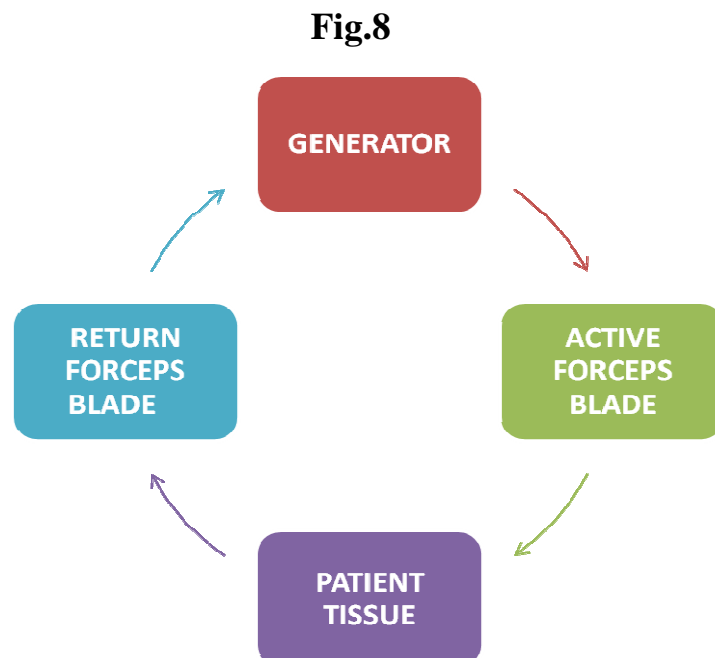 Fig.8
GENERATOR
ACTIVE
FORCEPS
BLADE
PATIENT
TISSUE
RETURN
FORCEPS
BLADE